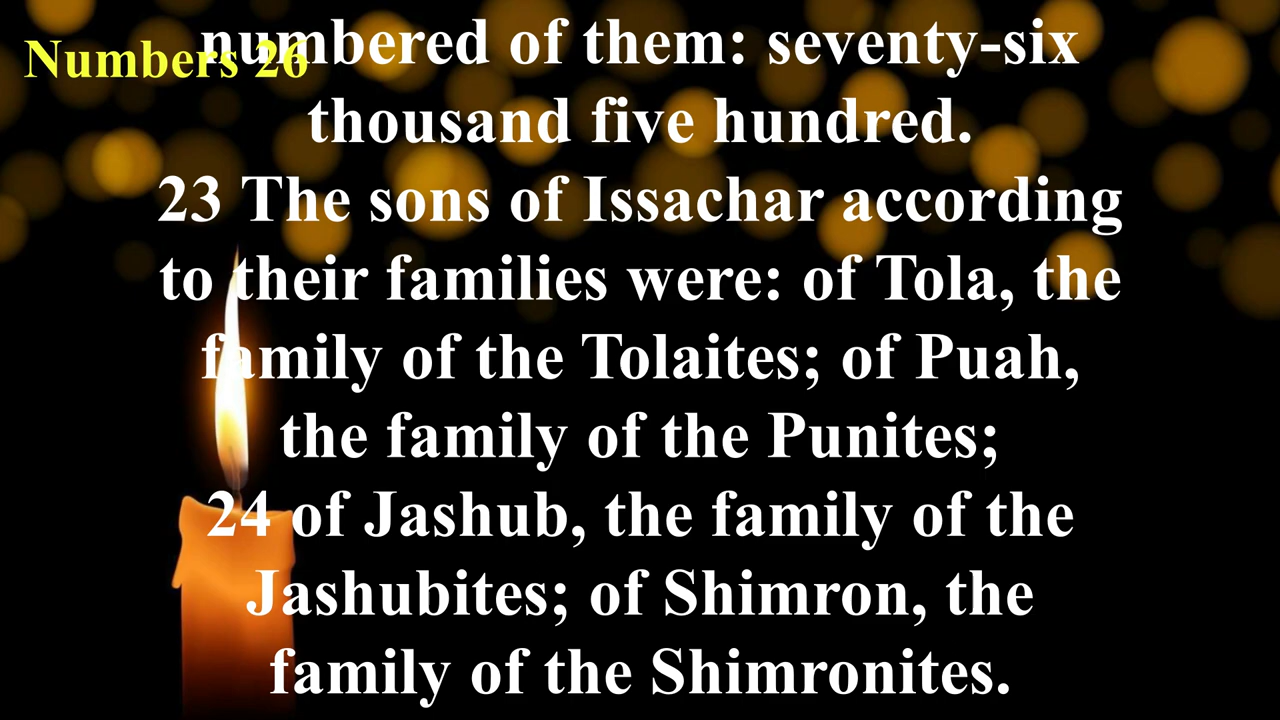 Numbers 26
numbered of them: seventy-six
thousand five hundred.
23 The sons of Issachar according
to their families were: of Tola, the
family of the Tolaites; of Puah,
the family of the Punites;
24 of Jashub, the family of the
Jashubites; of Shimron, the
family of the Shimronites.